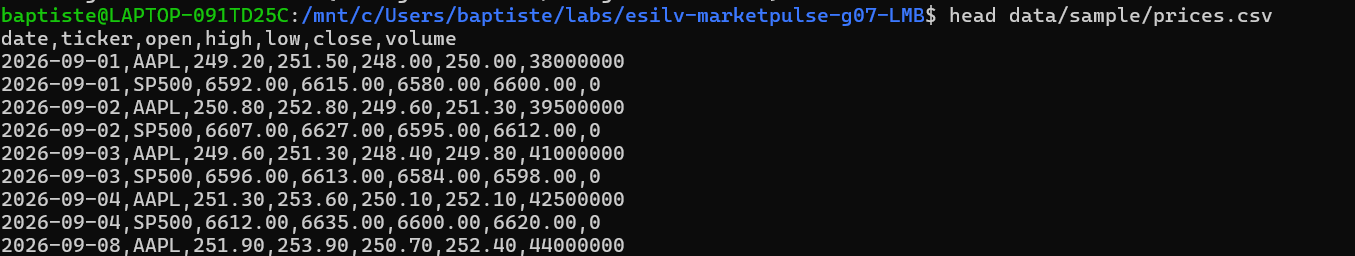 baptiste@LAPTOP-091TD25C:/mnt/c/Users/baptiste/labs/esilv-marketpulse-g07-LMB$ head data/sample/prices.csv
date,ticker,open,high,low,close,volume
2026-09-01,AAPL,249.20,251.50,248.00,250.00,38000000
2026-09-01,SP500,6592.00,6615.00,6580.00,6600.00,0
2026-09-02,AAPL,250.80,252.80,249.60,251.30,39500000
2026-09-02,SP500,6607.00,6627.00,6595.00,6612.00,0
2026-09-03,AAPL,249.60,251.30,248.40,249.80,41000000
2026-09-03,SP500,6596.00,6613.00,6584.00,6598.00,0
2026-09-04,AAPL,251.30,253.60,250.10,252.10,42500000
2026-09-04,SP500,6612.00,6635.00,6600.00,6620.00,0
2026-09-08,AAPL,251.90,253.90,250.70,252.40,44000000